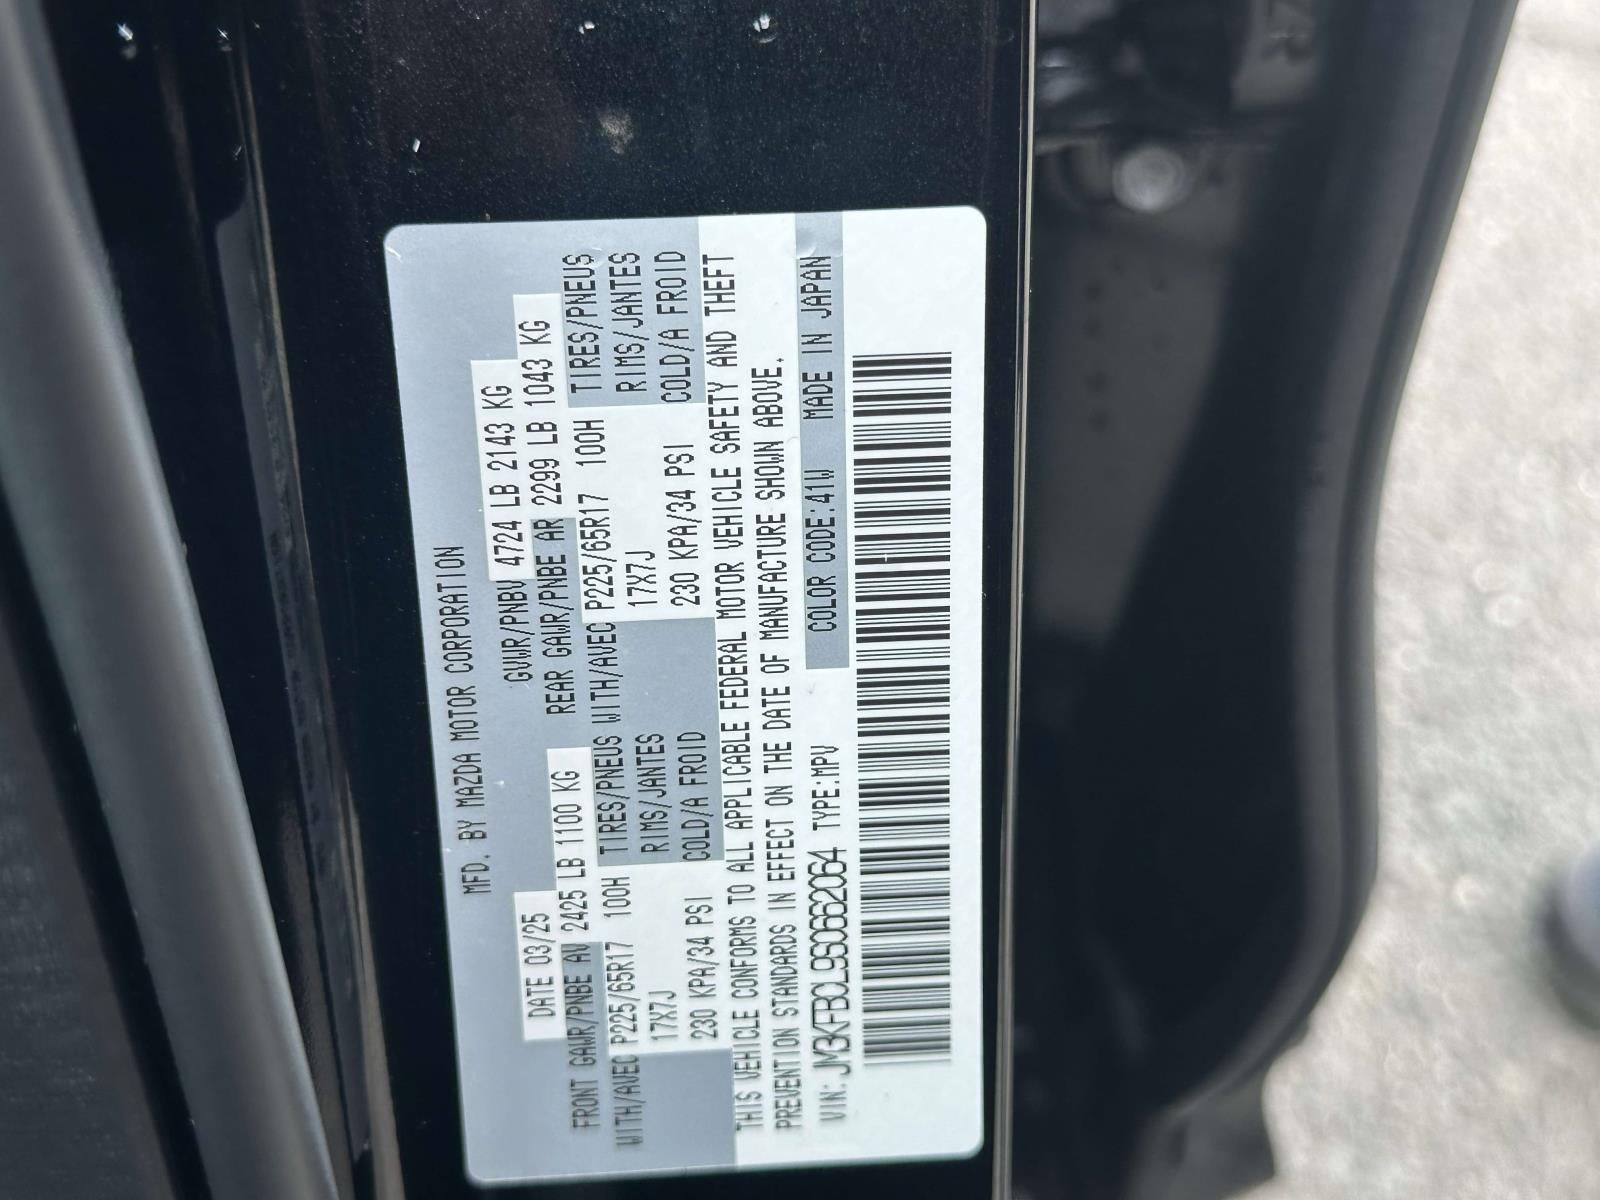 MFD. BY MAZDA MOTOR CORPORATION
DATE 03/25 GVWR/PNBV 4724 LB 2143 KG
FRONT GAWR/PNBE AV 2425 LB 1100 KG REAR GAWR/PNBE AR 2299 LB 1043 KG
WITH/AVEC P225/65R17 100H TIRES/PNEUS WITH/AVEC P225/65R17 100H TIRES/PNEUS
17X7J RIMS/JANTES 17X7J RIMS/JANTES
230 KPA/34 PSI COLD/A FROID 230 KPA/34 PSI COLD/A FROID
THIS VEHICLE CONFORMS TO ALL APPLICABLE FEDERAL MOTOR VEHICLE SAFETY AND THEFT
PREVENTION STANDARDS IN EFFECT ON THE DATE OF MANUFACTURE SHOWN ABOVE.
VIN: JM3KFBCL9S0662064 TYPE:MPV COLOR CODE:41W MADE IN JAPAN